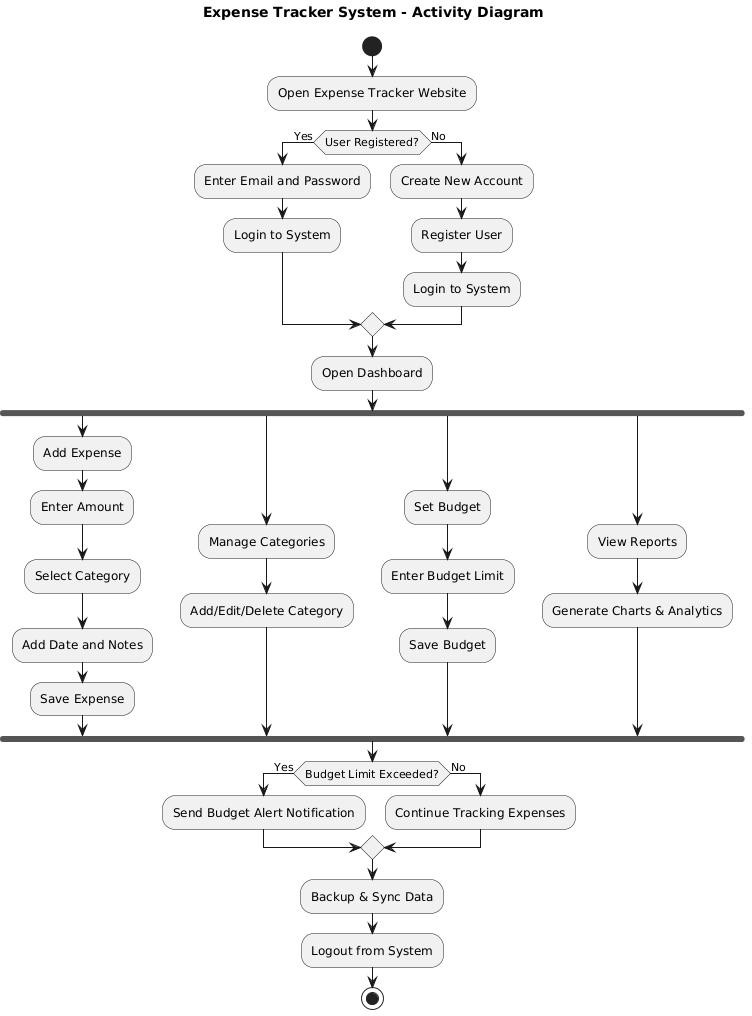 Expense Tracker System - Activity Diagram
Open Expense Tracker Website
User Registered?
Yes
No
Enter Email and Password
Login to System
Create New Account
Register User
Login to System
Open Dashboard
Add Expense
Enter Amount
Select Category
Add Date and Notes
Save Expense
Manage Categories
Add/Edit/Delete Category
Set Budget
Enter Budget Limit
Save Budget
View Reports
Generate Charts & Analytics
Budget Limit Exceeded?
Yes
No
Send Budget Alert Notification
Continue Tracking Expenses
Backup & Sync Data
Logout from System